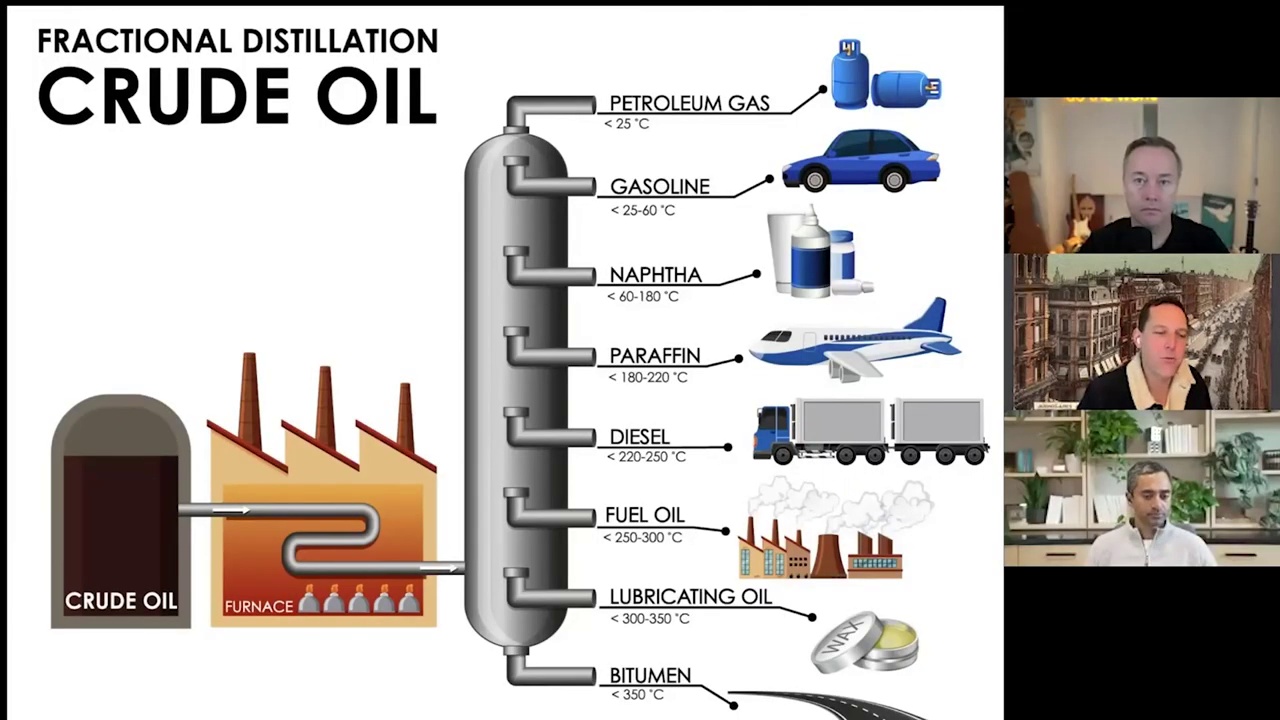 FRACTIONAL DISTILLATION
CRUDE OIL
PETROLEUM GAS
< 25 °C
GASOLINE
< 25-60 °C
NAPHTHA
< 60-180 °C
PARAFFIN
< 180-220 °C
DIESEL
< 220-250 °C
FUEL OIL
< 250-300 °C
LUBRICATING OIL
< 300-350 °C
WAX
BITUMEN
< 350 °C
CRUDE OIL
FURNACE